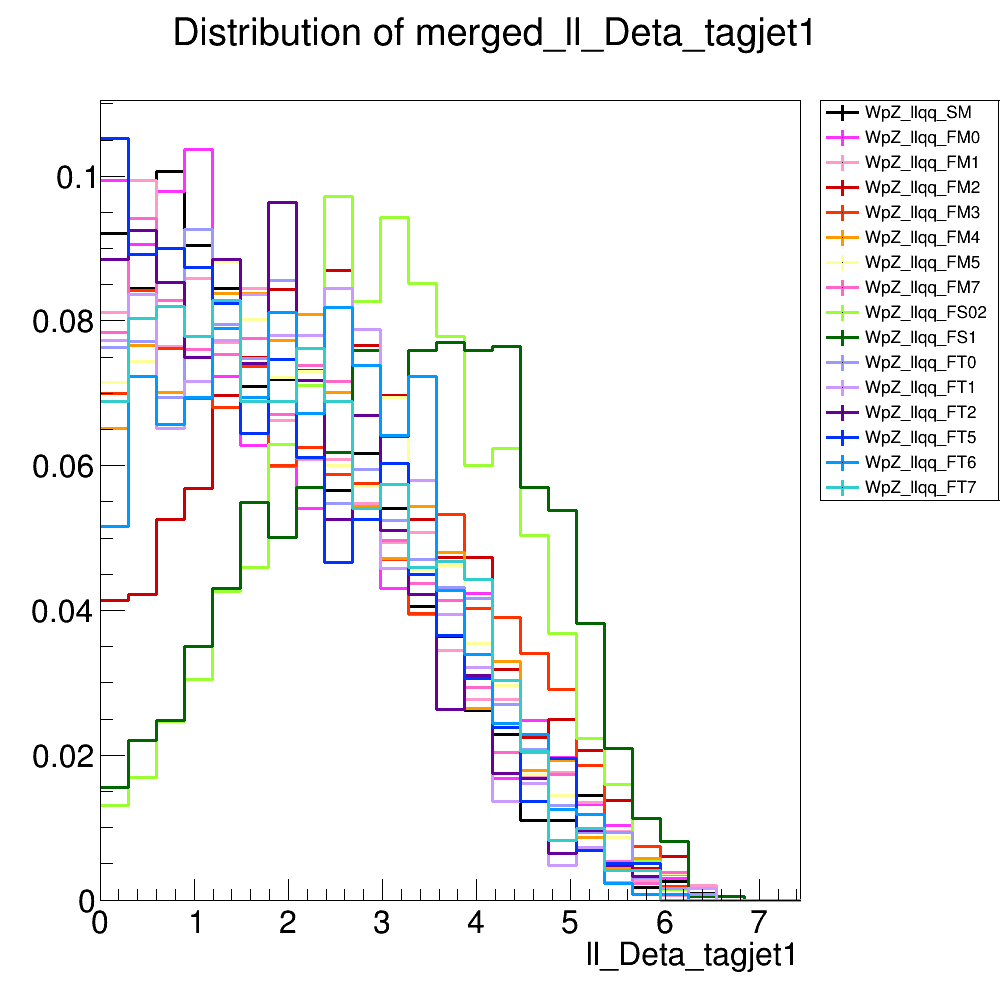 Distribution of merged_ll_Deta_tagjet1
0.1
0.08
0.06
0.04
0.02
0
0 1 2 3 4 5 6 7
ll_Deta_tagjet1
WpZ_llqq_SM
WpZ_llqq_FM0
WpZ_llqq_FM1
WpZ_llqq_FM2
WpZ_llqq_FM3
WpZ_llqq_FM4
WpZ_llqq_FM5
WpZ_llqq_FM7
WpZ_llqq_FS02
WpZ_llqq_FS1
WpZ_llqq_FT0
WpZ_llqq_FT1
WpZ_llqq_FT2
WpZ_llqq_FT5
WpZ_llqq_FT6
WpZ_llqq_FT7